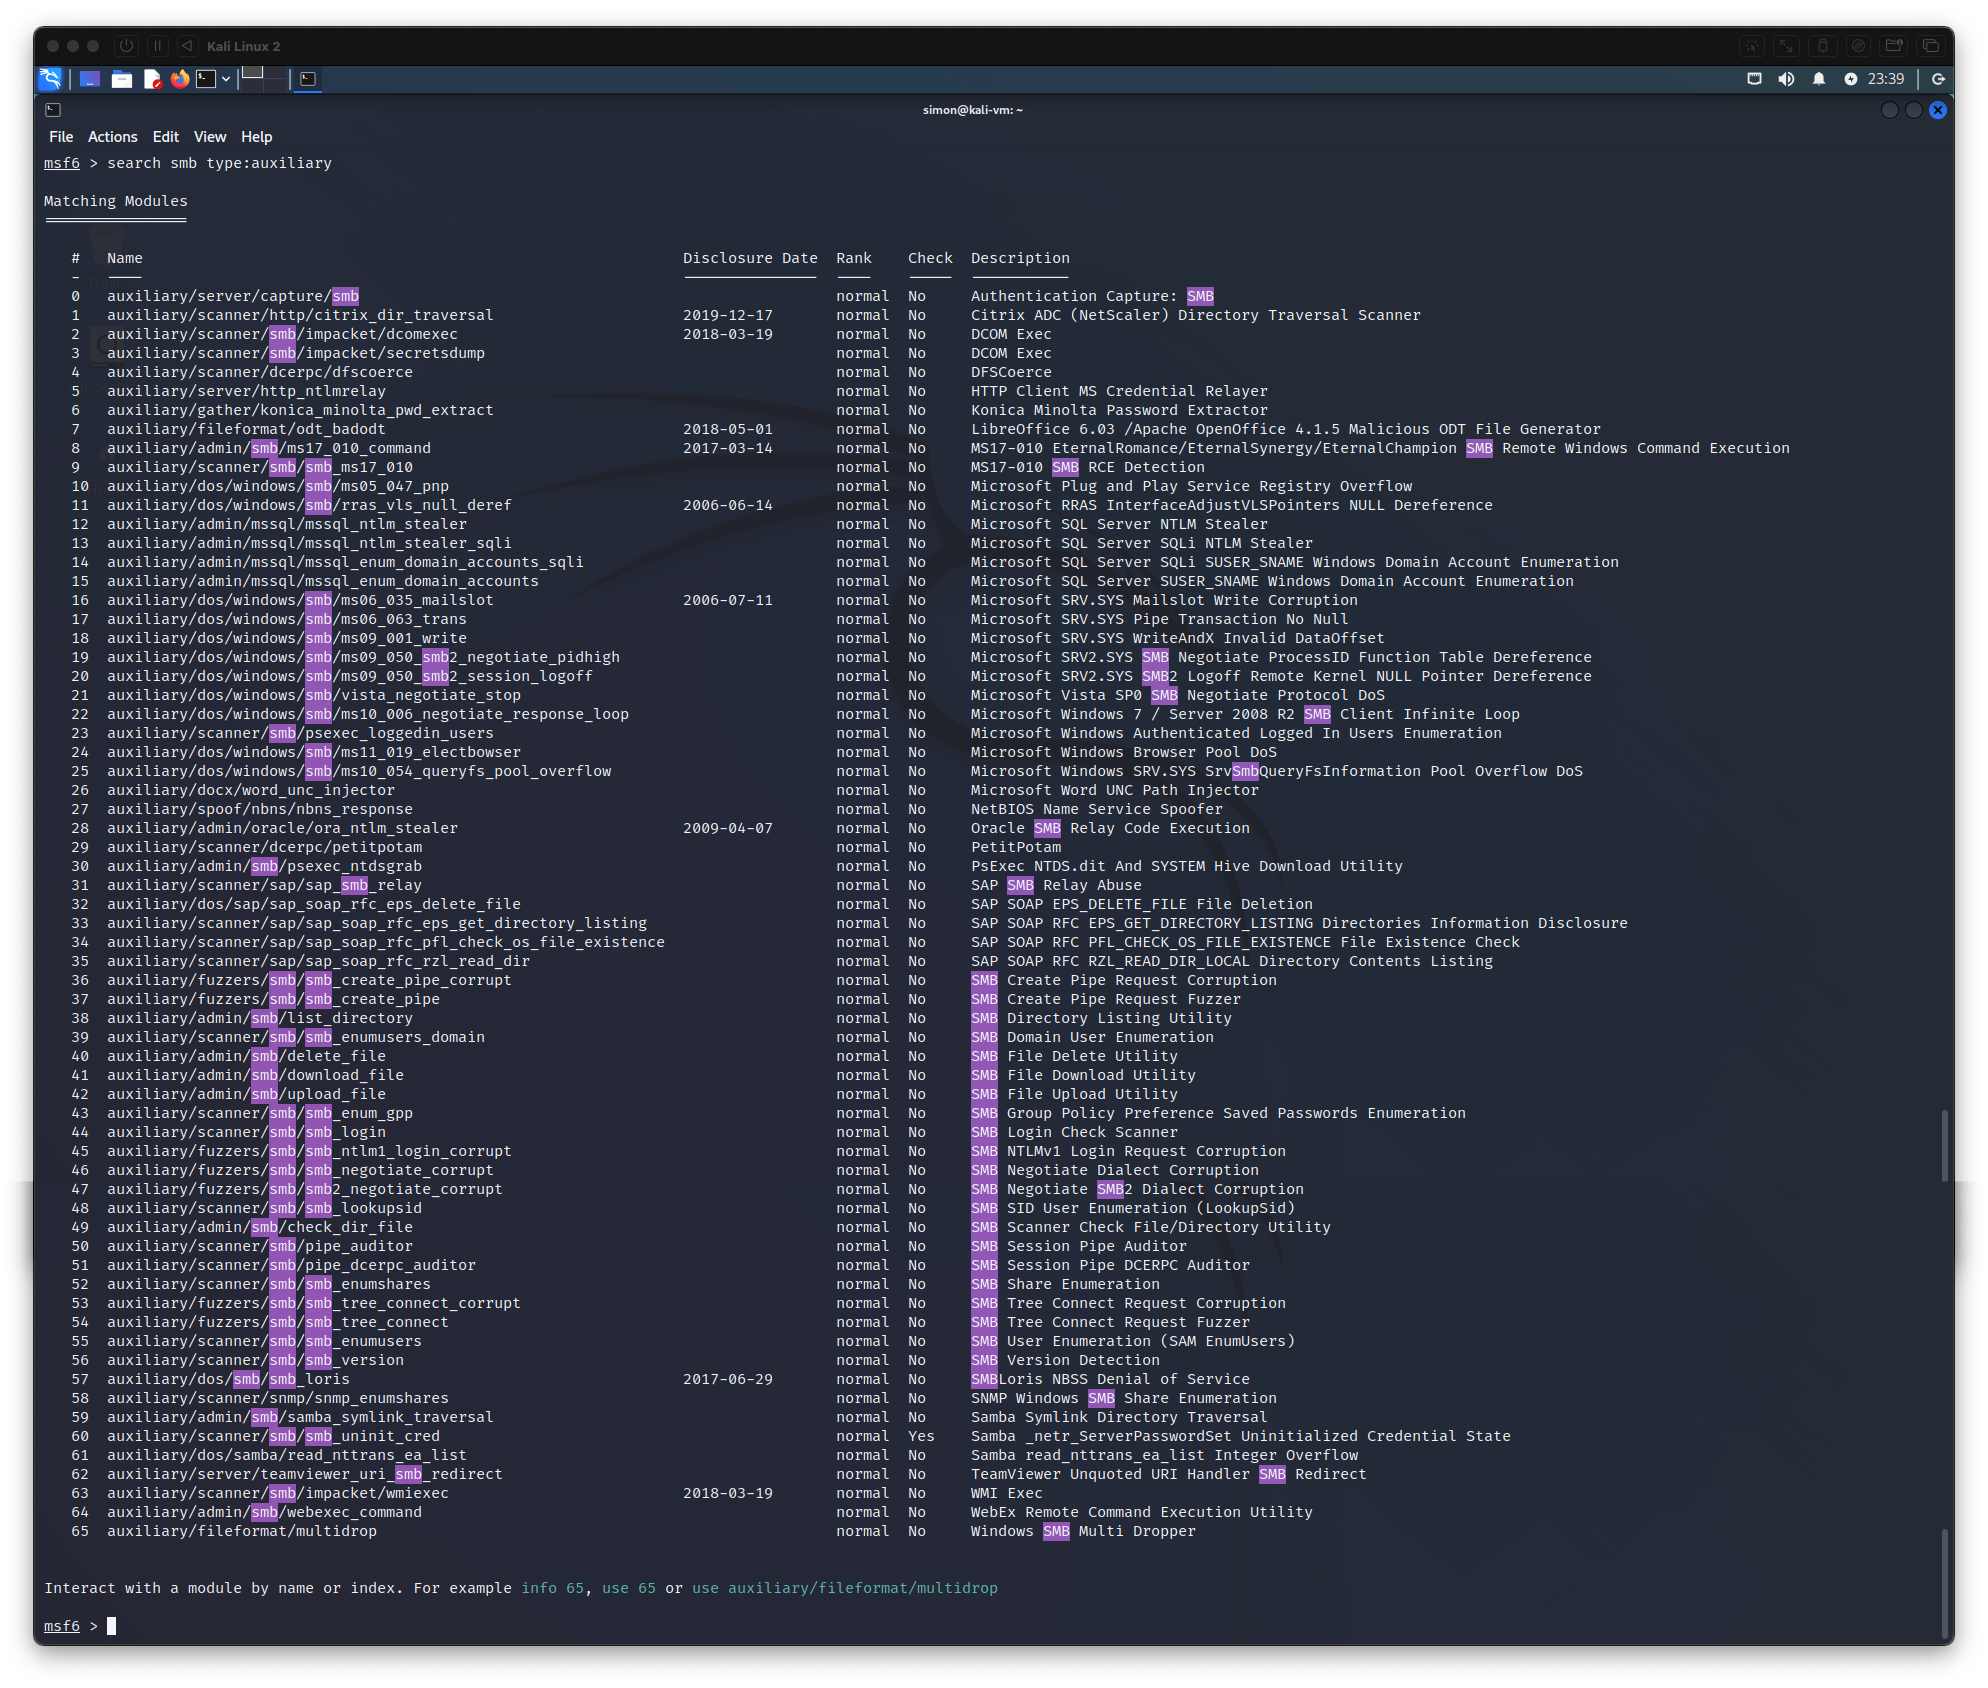 Kali Linux 2
23:39
simon@kali-vm: ~
File Actions Edit View Help
msf6 > search smb type:auxiliary
Matching Modules
================
# Name Disclosure Date Rank Check Description
- ---- --------------- ---- ----- -----------
0 auxiliary/server/capture/smb normal No Authentication Capture: SMB
1 auxiliary/scanner/http/citrix_dir_traversal 2019-12-17 normal No Citrix ADC (NetScaler) Directory Traversal Scanner
2 auxiliary/scanner/smb/impacket/dcomexec 2018-03-19 normal No DCOM Exec
3 auxiliary/scanner/smb/impacket/secretsdump normal No DCOM Exec
4 auxiliary/scanner/dcerpc/dfscoerce normal No DFSCoerce
5 auxiliary/server/http_ntlmrelay normal No HTTP Client MS Credential Relayer
6 auxiliary/gather/konica_minolta_pwd_extract normal No Konica Minolta Password Extractor
7 auxiliary/fileformat/odt_badodt 2018-05-01 normal No LibreOffice 6.03 /Apache OpenOffice 4.1.5 Malicious ODT File Generator
8 auxiliary/admin/smb/ms17_010_command 2017-03-14 normal No MS17-010 EternalRomance/EternalSynergy/EternalChampion SMB Remote Windows Command Execution
9 auxiliary/scanner/smb/smb_ms17_010 normal No MS17-010 SMB RCE Detection
10 auxiliary/dos/windows/smb/ms05_047_pnp normal No Microsoft Plug and Play Service Registry Overflow
11 auxiliary/dos/windows/smb/rras_vls_null_deref 2006-06-14 normal No Microsoft RRAS InterfaceAdjustVLSPointers NULL Dereference
12 auxiliary/admin/mssql/mssql_ntlm_stealer normal No Microsoft SQL Server NTLM Stealer
13 auxiliary/admin/mssql/mssql_ntlm_stealer_sqli normal No Microsoft SQL Server SQLi NTLM Stealer
14 auxiliary/admin/mssql/mssql_enum_domain_accounts_sqli normal No Microsoft SQL Server SQLi SUSER_SNAME Windows Domain Account Enumeration
15 auxiliary/admin/mssql/mssql_enum_domain_accounts normal No Microsoft SQL Server SUSER_SNAME Windows Domain Account Enumeration
16 auxiliary/dos/windows/smb/ms06_035_mailslot 2006-07-11 normal No Microsoft SRV.SYS Mailslot Write Corruption
17 auxiliary/dos/windows/smb/ms06_063_trans normal No Microsoft SRV.SYS Pipe Transaction No Null
18 auxiliary/dos/windows/smb/ms09_001_write normal No Microsoft SRV.SYS WriteAndX Invalid DataOffset
19 auxiliary/dos/windows/smb/ms09_050_smb2_negotiate_pidhigh normal No Microsoft SRV2.SYS SMB Negotiate ProcessID Function Table Dereference
20 auxiliary/dos/windows/smb/ms09_050_smb2_session_logoff normal No Microsoft SRV2.SYS SMB2 Logoff Remote Kernel NULL Pointer Dereference
21 auxiliary/dos/windows/smb/vista_negotiate_stop normal No Microsoft Vista SP0 SMB Negotiate Protocol DoS
22 auxiliary/dos/windows/smb/ms10_006_negotiate_response_loop normal No Microsoft Windows 7 / Server 2008 R2 SMB Client Infinite Loop
23 auxiliary/scanner/smb/psexec_loggedin_users normal No Microsoft Windows Authenticated Logged In Users Enumeration
24 auxiliary/dos/windows/smb/ms11_019_electbowser normal No Microsoft Windows Browser Pool DoS
25 auxiliary/dos/windows/smb/ms10_054_queryfs_pool_overflow normal No Microsoft Windows SRV.SYS SrvSmbQueryFsInformation Pool Overflow DoS
26 auxiliary/docx/word_unc_injector normal No Microsoft Word UNC Path Injector
27 auxiliary/spoof/nbns/nbns_response normal No NetBIOS Name Service Spoofer
28 auxiliary/admin/oracle/ora_ntlm_stealer 2009-04-07 normal No Oracle SMB Relay Code Execution
29 auxiliary/scanner/dcerpc/petitpotam normal No PetitPotam
30 auxiliary/admin/smb/psexec_ntdsgrab normal No PsExec NTDS.dit And SYSTEM Hive Download Utility
31 auxiliary/scanner/sap/sap_smb_relay normal No SAP SMB Relay Abuse
32 auxiliary/dos/sap/sap_soap_rfc_eps_delete_file normal No SAP SOAP EPS_DELETE_FILE File Deletion
33 auxiliary/scanner/sap/sap_soap_rfc_eps_get_directory_listing normal No SAP SOAP RFC EPS_GET_DIRECTORY_LISTING Directories Information Disclosure
34 auxiliary/scanner/sap/sap_soap_rfc_pfl_check_os_file_existence normal No SAP SOAP RFC PFL_CHECK_OS_FILE_EXISTENCE File Existence Check
35 auxiliary/scanner/sap/sap_soap_rfc_rzl_read_dir normal No SAP SOAP RFC RZL_READ_DIR_LOCAL Directory Contents Listing
36 auxiliary/fuzzers/smb/smb_create_pipe_corrupt normal No SMB Create Pipe Request Corruption
37 auxiliary/fuzzers/smb/smb_create_pipe normal No SMB Create Pipe Request Fuzzer
38 auxiliary/admin/smb/list_directory normal No SMB Directory Listing Utility
39 auxiliary/scanner/smb/smb_enumusers_domain normal No SMB Domain User Enumeration
40 auxiliary/admin/smb/delete_file normal No SMB File Delete Utility
41 auxiliary/admin/smb/download_file normal No SMB File Download Utility
42 auxiliary/admin/smb/upload_file normal No SMB File Upload Utility
43 auxiliary/scanner/smb/smb_enum_gpp normal No SMB Group Policy Preference Saved Passwords Enumeration
44 auxiliary/scanner/smb/smb_login normal No SMB Login Check Scanner
45 auxiliary/fuzzers/smb/smb_ntlm1_login_corrupt normal No SMB NTLMv1 Login Request Corruption
46 auxiliary/fuzzers/smb/smb_negotiate_corrupt normal No SMB Negotiate Dialect Corruption
47 auxiliary/fuzzers/smb/smb2_negotiate_corrupt normal No SMB Negotiate SMB2 Dialect Corruption
48 auxiliary/scanner/smb/smb_lookupsid normal No SMB SID User Enumeration (LookupSid)
49 auxiliary/admin/smb/check_dir_file normal No SMB Scanner Check File/Directory Utility
50 auxiliary/scanner/smb/pipe_auditor normal No SMB Session Pipe Auditor
51 auxiliary/scanner/smb/pipe_dcerpc_auditor normal No SMB Session Pipe DCERPC Auditor
52 auxiliary/scanner/smb/smb_enumshares normal No SMB Share Enumeration
53 auxiliary/fuzzers/smb/smb_tree_connect_corrupt normal No SMB Tree Connect Request Corruption
54 auxiliary/fuzzers/smb/smb_tree_connect normal No SMB Tree Connect Request Fuzzer
55 auxiliary/scanner/smb/smb_enumusers normal No SMB User Enumeration (SAM EnumUsers)
56 auxiliary/scanner/smb/smb_version normal No SMB Version Detection
57 auxiliary/dos/smb/smb_loris 2017-06-29 normal No SMBLoris NBSS Denial of Service
58 auxiliary/scanner/snmp/snmp_enumshares normal No SNMP Windows SMB Share Enumeration
59 auxiliary/admin/smb/samba_symlink_traversal normal No Samba Symlink Directory Traversal
60 auxiliary/scanner/smb/smb_uninit_cred normal Yes Samba _netr_ServerPasswordSet Uninitialized Credential State
61 auxiliary/dos/samba/read_nttrans_ea_list normal No Samba read_nttrans_ea_list Integer Overflow
62 auxiliary/server/teamviewer_uri_smb_redirect normal No TeamViewer Unquoted URI Handler SMB Redirect
63 auxiliary/scanner/smb/impacket/wmiexec 2018-03-19 normal No WMI Exec
64 auxiliary/admin/smb/webexec_command normal No WebEx Remote Command Execution Utility
65 auxiliary/fileformat/multidrop normal No Windows SMB Multi Dropper
Interact with a module by name or index. For example info 65, use 65 or use auxiliary/fileformat/multidrop
msf6 >